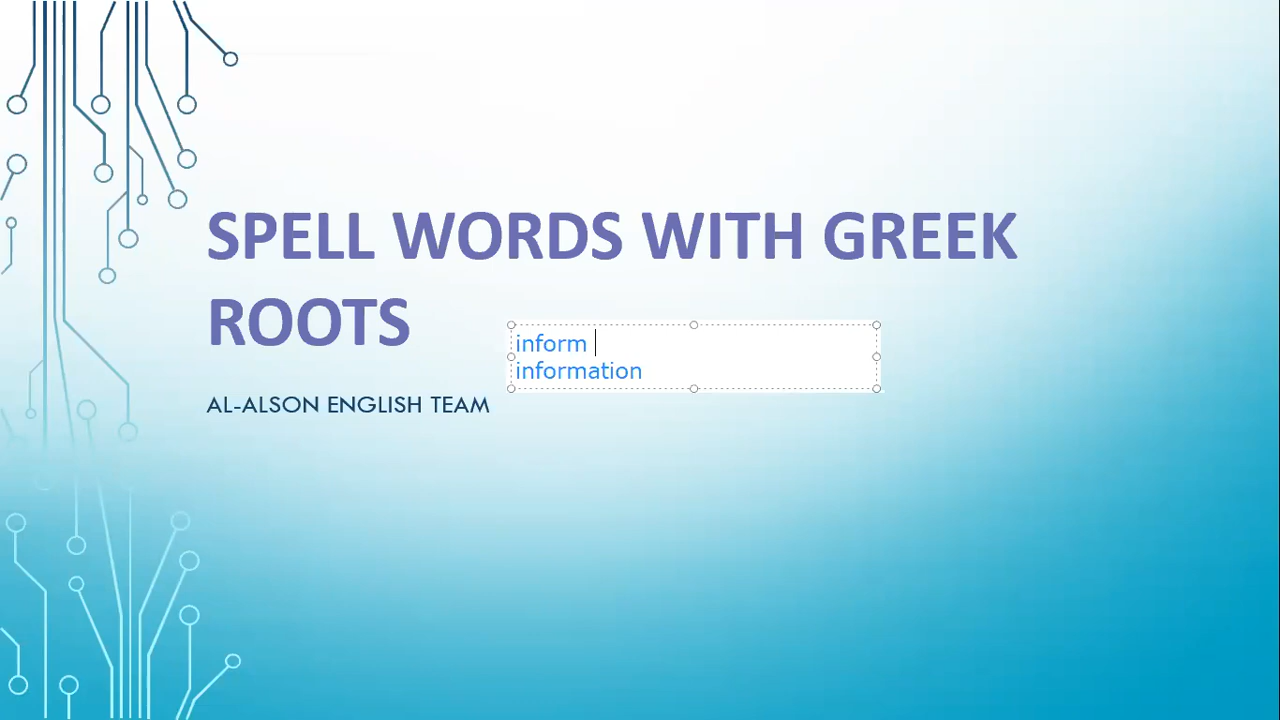 SPELL WORDS WITH GREEK
ROOTS
inform
information
AL-ALSON ENGLISH TEAM